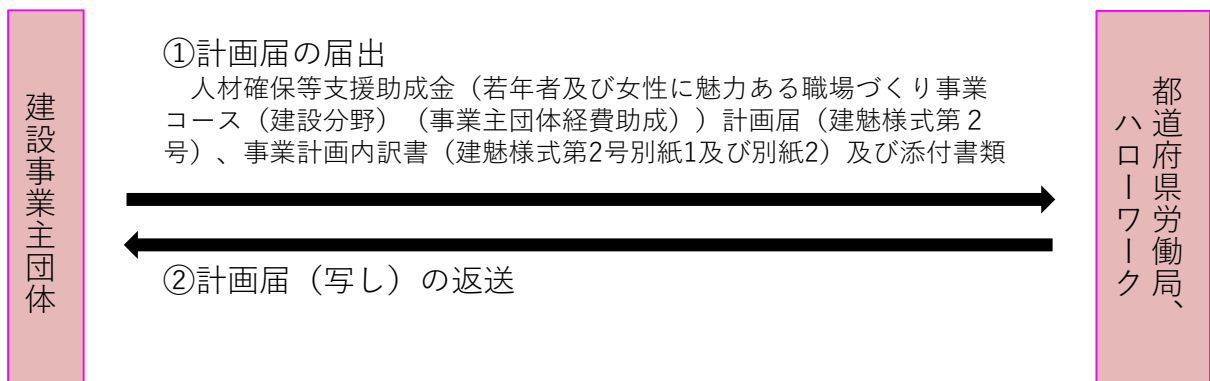 建設事業主団体
①計画届の届出
人材確保等支援助成金（若年者及び女性に魅力ある職場づくり事業
コース（建設分野）（事業主団体経費助成））計画届（建魅様式第２
号）、事業計画内訳書（建魅様式第2号別紙1及び別紙2）及び添付書類
②計画届（写し）の返送
都道府県労働局、
ハローワーク